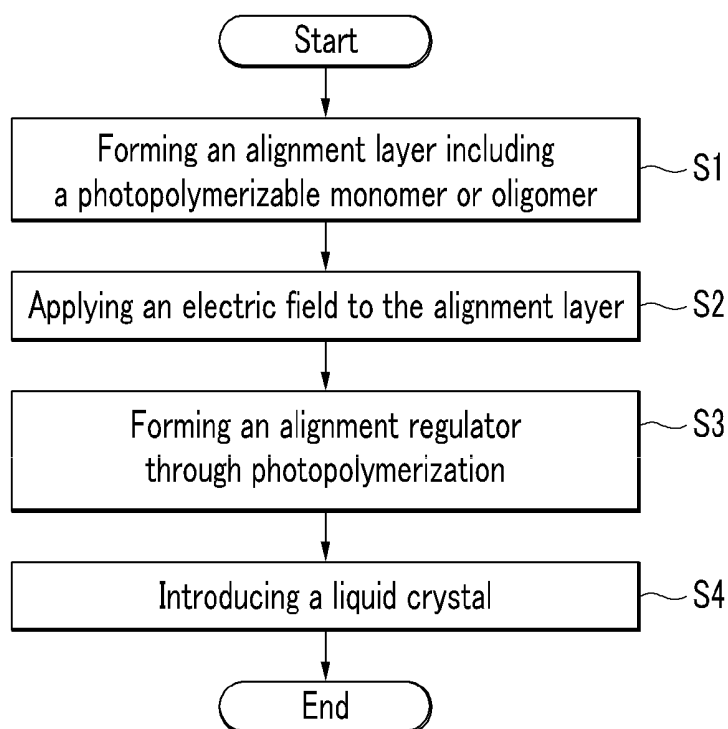 Start
Forming an alignment layer including
a photopolymerizable monomer or oligomer
S1
Applying an electric field to the alignment layer
S2
Forming an alignment regulator
through photopolymerization
S3
Introducing a liquid crystal
S4
End